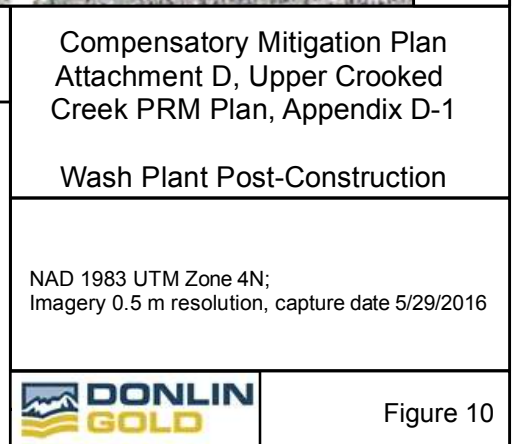 Compensatory Mitigation Plan
Attachment D, Upper Crooked
Creek PRM Plan, Appendix D-1
Wash Plant Post-Construction
NAD 1983 UTM Zone 4N;
Imagery 0.5 m resolution, capture date 5/29/2016
DONLIN
GOLD
Figure 10